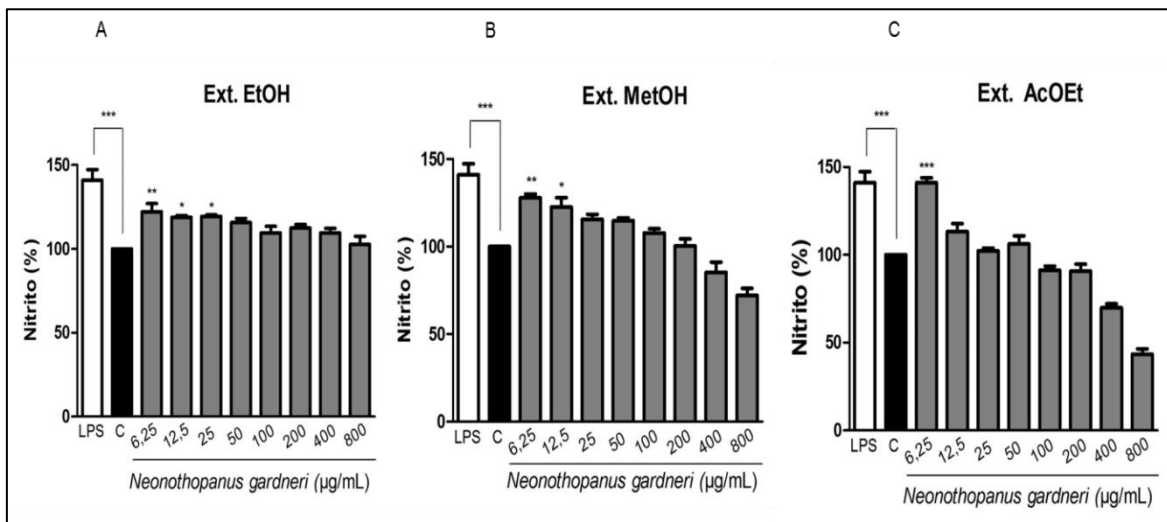 A
Ext. EtOH
***
** * *
Nitrito (%)
150
100
50
0
LPS C 6,25 12,5 25 50 100 200 400 800
Neonothopanus gardneri (µg/mL)
B
Ext. MetOH
***
** *
Nitrito (%)
150
100
50
0
LPS C 6,25 12,5 25 50 100 200 400 800
Neonothopanus gardneri (µg/mL)
C
Ext. AcOEt
***
***
Nitrito (%)
150
100
50
0
LPS C 6,25 12,5 25 50 100 200 400 800
Neonothopanus gardneri (µg/mL)